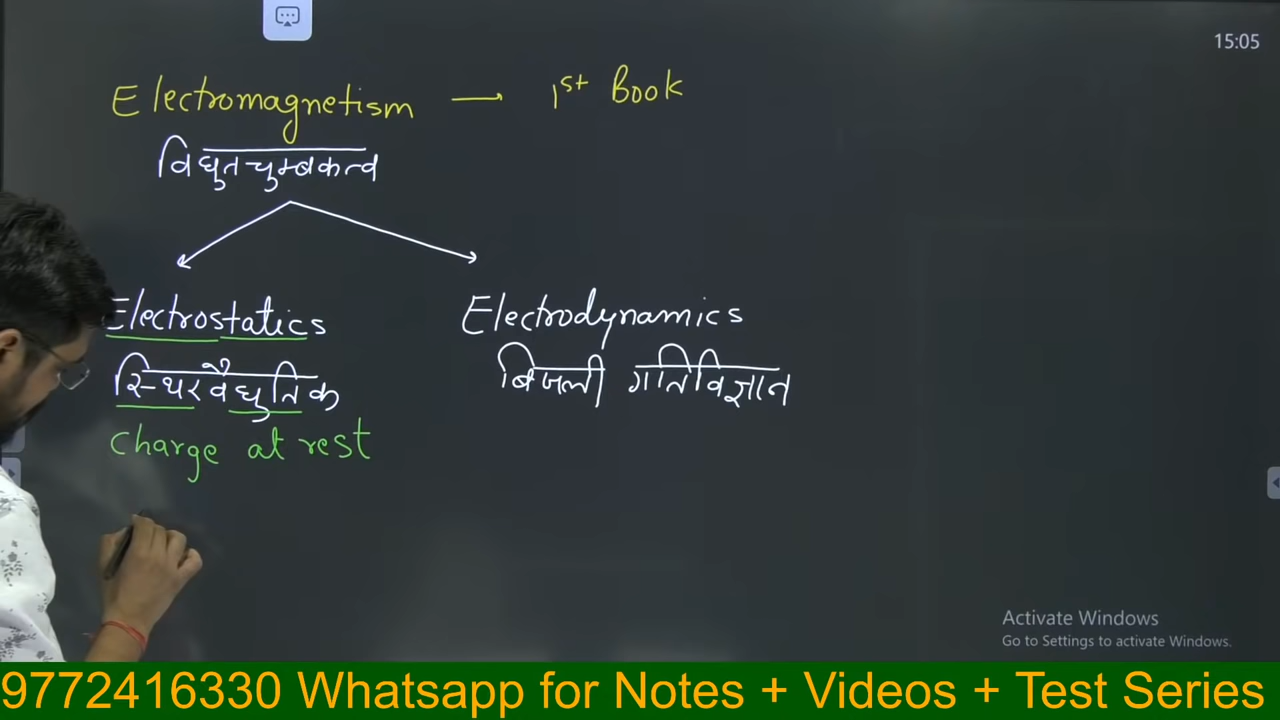 15:05
Electromagnetism → 1st Book
विद्युतचुम्बकत्व
Electrostatics
स्थिरवैद्युतिक
charge at rest
Electrodynamics
बिजली गतिविज्ञान
Activate Windows
Go to Settings to activate Windows.
9772416330 Whatsapp for Notes + Videos + Test Series